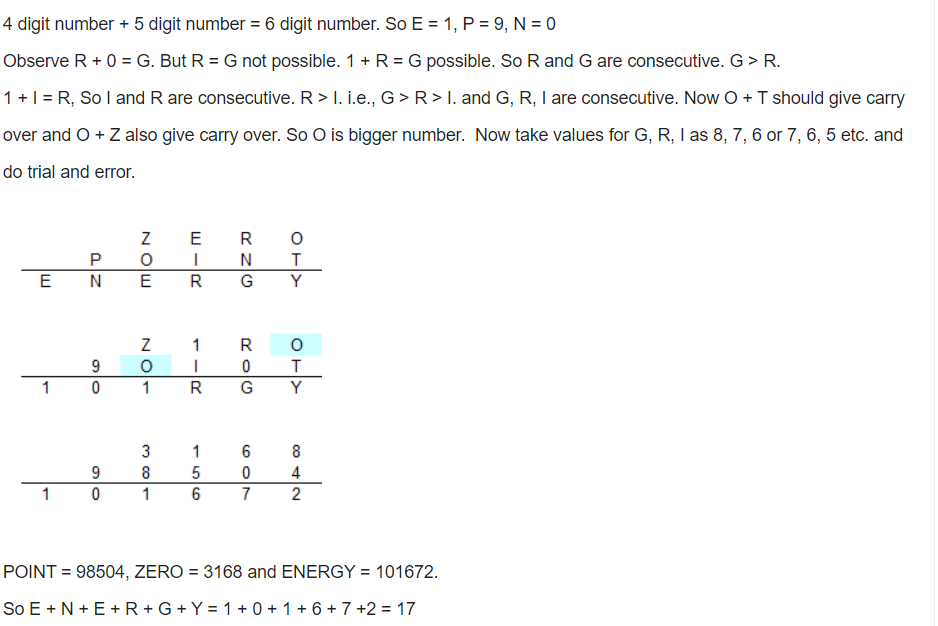 4 digit number + 5 digit number = 6 digit number. So E = 1, P = 9, N = 0
Observe R + 0 = G. But R = G not possible. 1 + R = G possible. So R and G are consecutive. G > R.
1 + I = R, So I and R are consecutive. R > I. i.e., G > R > I. and G, R, I are consecutive. Now O + T should give carry
over and O + Z also give carry over. So O is bigger number.  Now take values for G, R, I as 8, 7, 6 or 7, 6, 5 etc. and
do trial and error.
Z E R O
P O I N T
E N E R G Y
Z 1 R O
9 O I 0 T
1 0 1 R G Y
3 1 6 8
9 8 5 0 4
1 0 1 6 7 2
POINT = 98504, ZERO = 3168 and ENERGY = 101672.
So E + N + E + R + G + Y = 1 + 0 + 1 + 6 + 7 +2 = 17